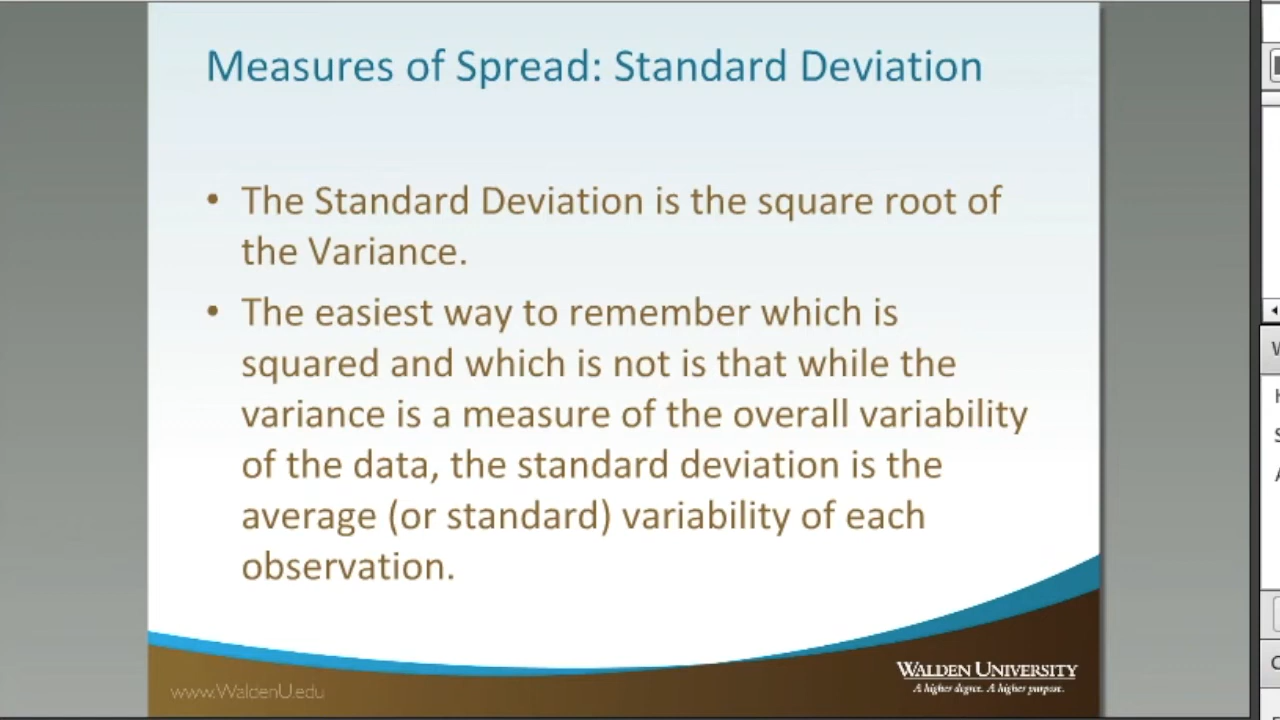 Measures of Spread: Standard Deviation
• The Standard Deviation is the square root of
the Variance.
• The easiest way to remember which is
squared and which is not is that while the
variance is a measure of the overall variability
of the data, the standard deviation is the
average (or standard) variability of each
observation.
WALDEN UNIVERSITY
A higher degree. A higher purpose.
www.WaldenU.edu